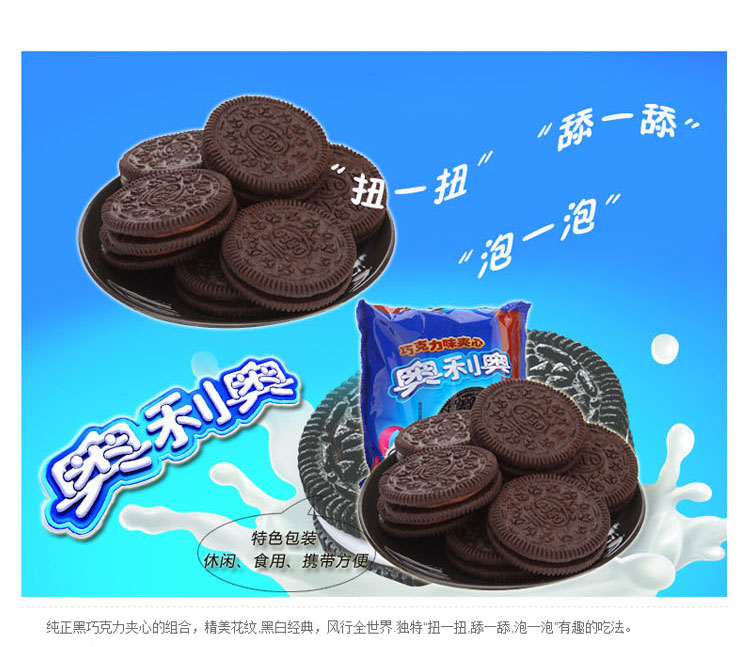 "舔一舔"
"扭一扭"
"泡一泡"
巧克力味夹心
奥利奥
奥利奥
特色包装
休闲、食用、携带方便
纯正黑巧克力夹心的组合，精美花纹.黑白经典，风行全世界.独特“扭一扭,舔一舔,泡一泡”有趣的吃法。